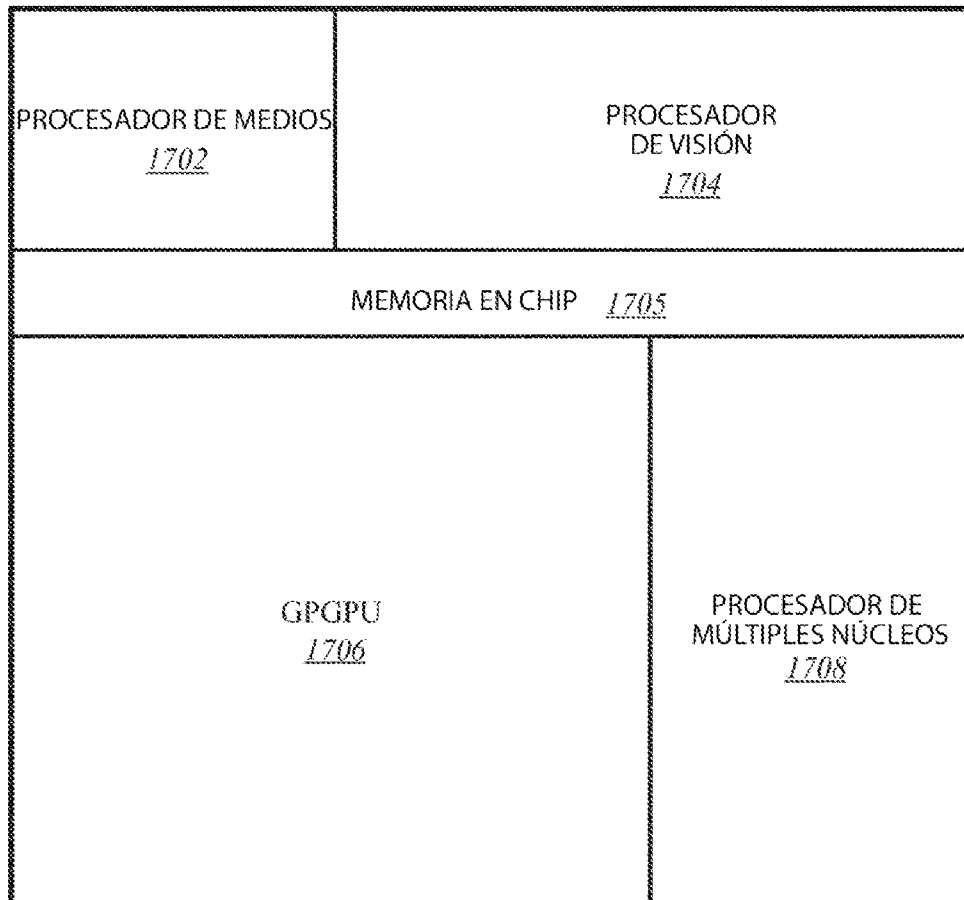 PROCESADOR DE MEDIOS
1702
PROCESADOR
DE VISIÓN
1704
MEMORIA EN CHIP 1705
GPGPU
1706
PROCESADOR DE
MÚLTIPLES NÚCLEOS
1708